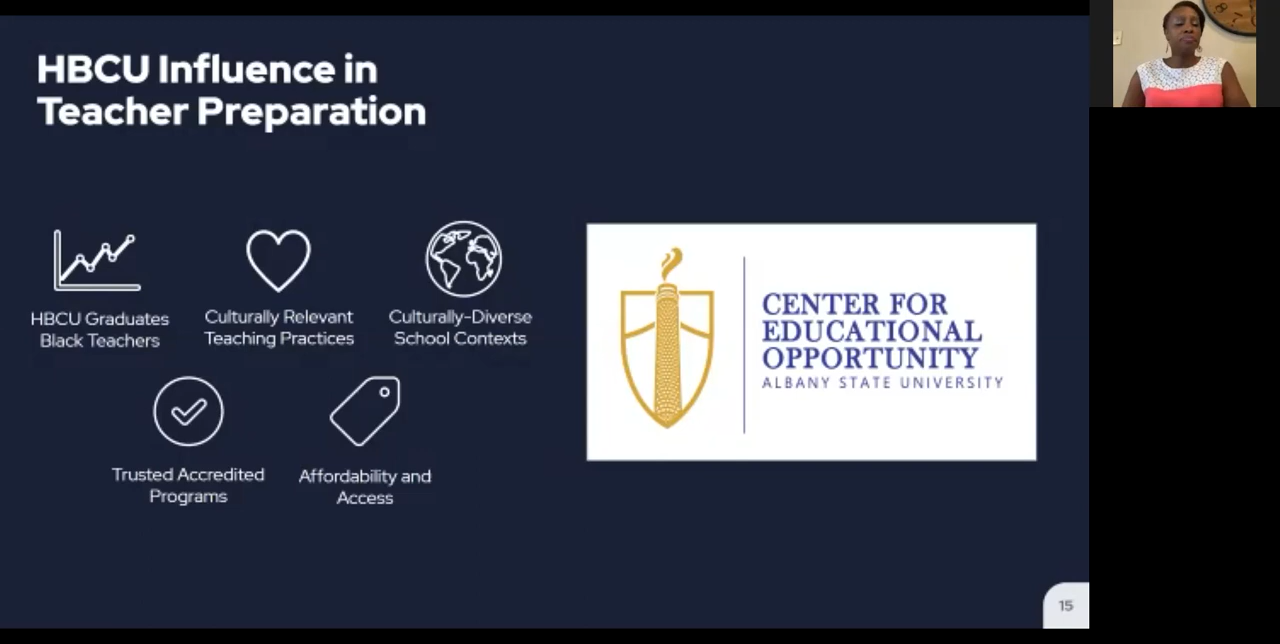 HBCU Influence in
Teacher Preparation
HBCU Graduates
Black Teachers
Culturally Relevant
Teaching Practices
Culturally-Diverse
School Contexts
Trusted Accredited
Programs
Affordability and
Access
CENTER FOR
EDUCATIONAL
OPPORTUNITY
ALBANY STATE UNIVERSITY
15